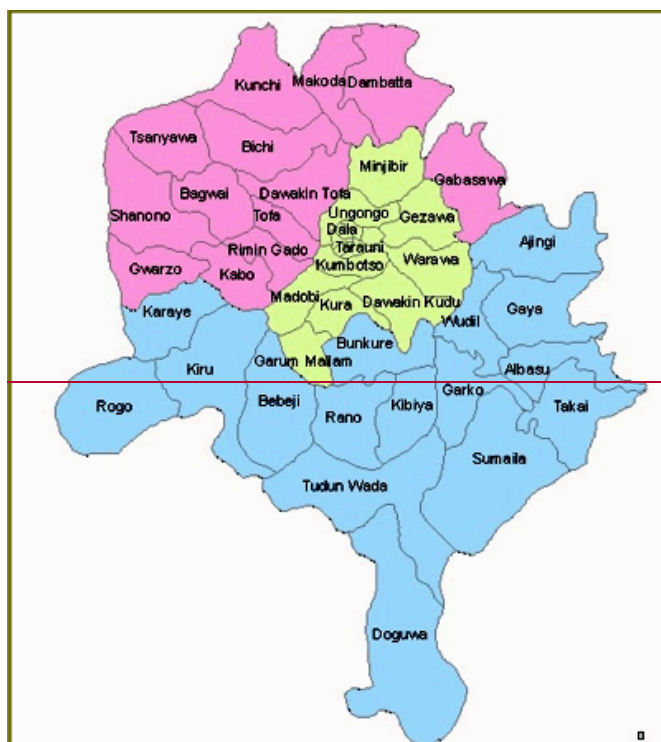 Kunchi
Makoda
Dambatta
Tsanyawa
Bichi
Minjibir
Gabasawa
Bagwai
Dawakin Tofa
Shanono
Tofa
Ungongo
Gezawa
Dala
Ajingi
Rimin Gado
Tarauni
Warawa
Gwarzo
Kabo
Kumbotso
Madobi
Kura
Dawakin Kudu
Karaye
Wudil
Gaya
Bunkure
Garum Mallam
Kiru
Albasu
Rogo
Bebeji
Rano
Kibiya
Garko
Takai
Sumaila
Tudun Wada
Doguwa